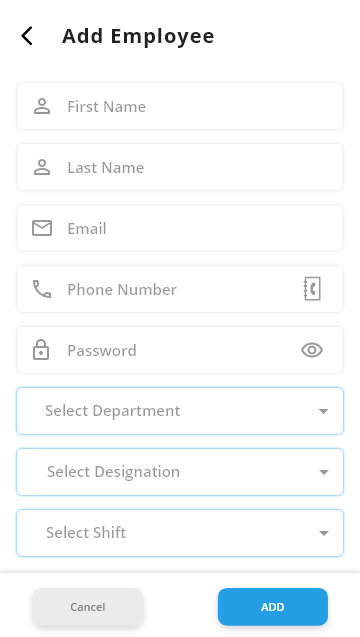 Add Employee
First Name
Last Name
Email
Phone Number
Password
Select Department
Select Designation
Select Shift
Cancel
ADD